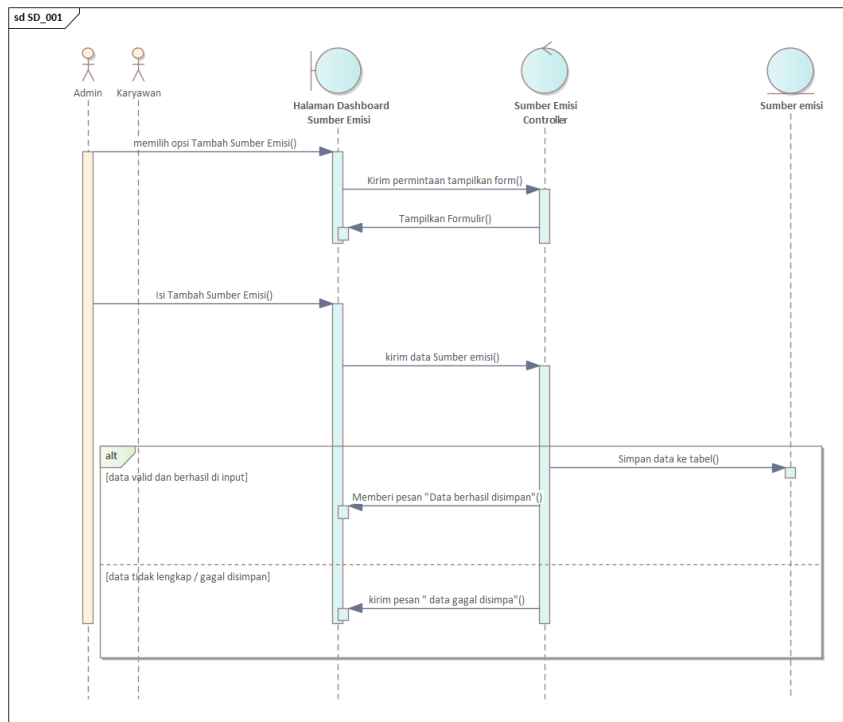 sd SD_001
Admin
Karyawan
Halaman Dashboard
Sumber Emisi
Sumber Emisi
Controller
Sumber emisi
memilih opsi Tambah Sumber Emisi()
Kirim permintaan tampilkan form()
Tampilkan Formulir()
Isi Tambah Sumber Emisi()
kirim data Sumber emisi()
alt
Simpan data ke tabel()
[data valid dan berhasil di input]
Memberi pesan "Data berhasil disimpan"()
[data tidak lengkap / gagal disimpan]
kirim pesan " data gagal disimpa"()